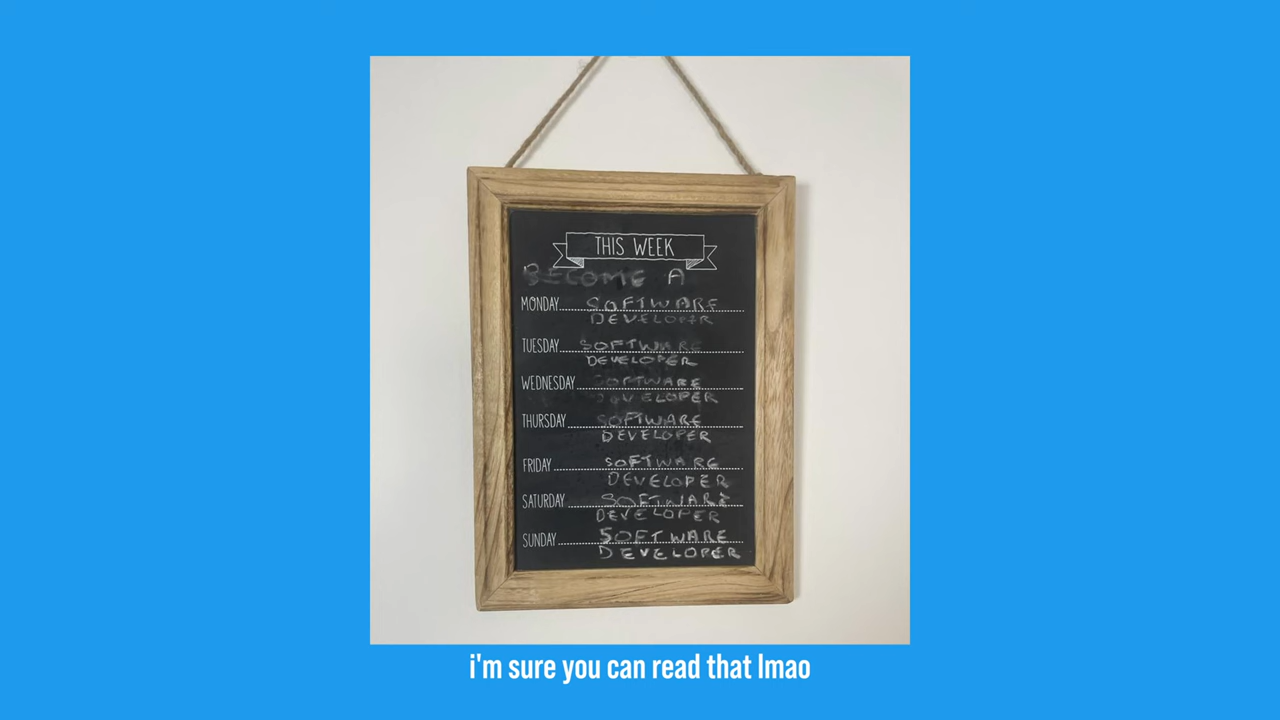 THIS WEEK
BECOME A
MONDAY SOFTWARE
DEVELOPER
TUESDAY SOFTWARE
DEVELOPER
WEDNESDAY SOFTWARE
DEVELOPER
THURSDAY SOFTWARE
DEVELOPER
FRIDAY SOFTWARE
DEVELOPER
SATURDAY SOFTWARE
DEVELOPER
SUNDAY SOFTWARE
DEVELOPER
i'm sure you can read that lmao